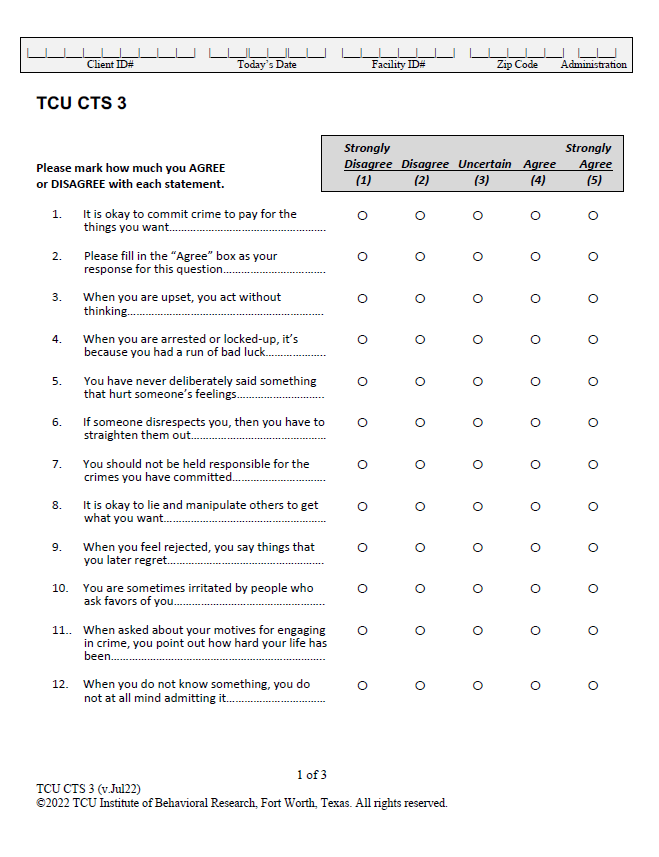 Client ID# Today's Date Facility ID# Zip Code Administration
TCU CTS 3
Please mark how much you AGREE
or DISAGREE with each statement.
Strongly Strongly
Disagree Disagree Uncertain Agree Agree
(1) (2) (3) (4) (5)
1. It is okay to commit crime to pay for the
things you want........................................................
2. Please fill in the “Agree” box as your
response for this question....................................
3. When you are upset, you act without
thinking.....................................................................
4. When you are arrested or locked-up, it’s
because you had a run of bad luck.....................
5. You have never deliberately said something
that hurt someone’s feelings..............................
6. If someone disrespects you, then you have to
straighten them out...............................................
7. You should not be held responsible for the
crimes you have committed................................
8. It is okay to lie and manipulate others to get
what you want.........................................................
9. When you feel rejected, you say things that
you later regret.......................................................
10. You are sometimes irritated by people who
ask favors of you.....................................................
11.. When asked about your motives for engaging
in crime, you point out how hard your life has
been...........................................................................
12. When you do not know something, you do
not at all mind admitting it..................................
1 of 3
TCU CTS 3 (v.Jul22)
©2022 TCU Institute of Behavioral Research, Fort Worth, Texas. All rights reserved.